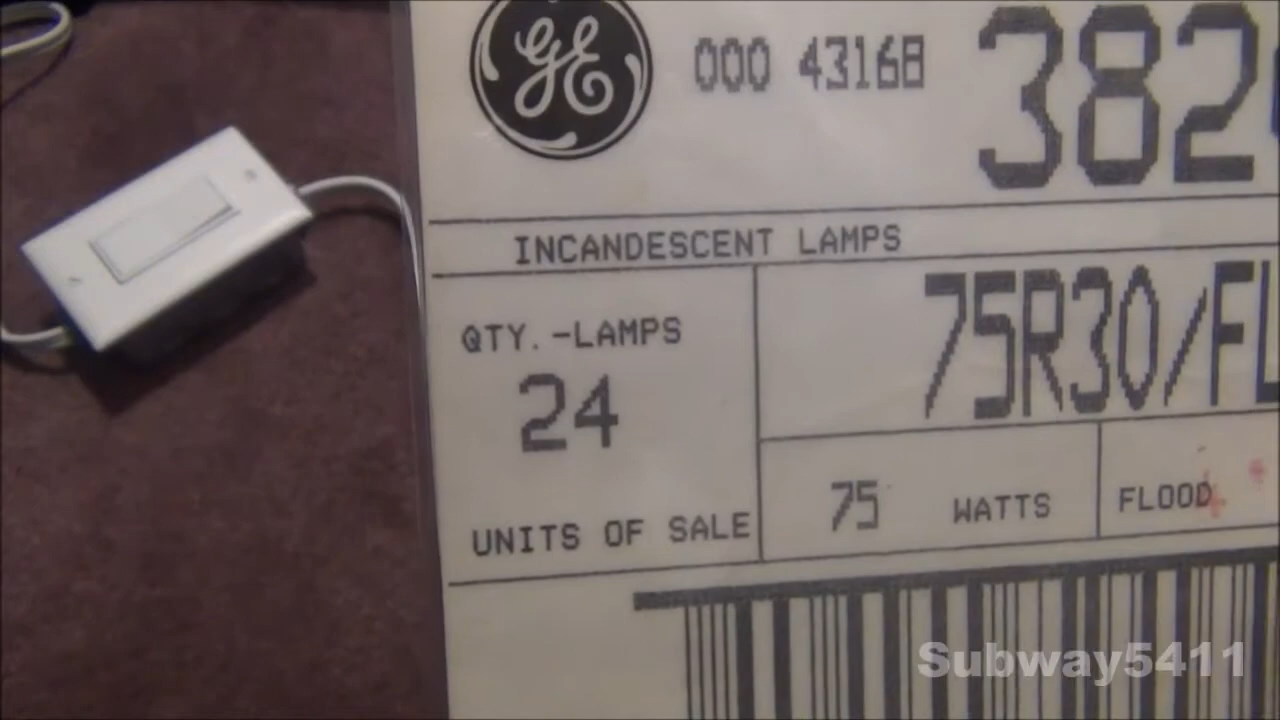 GE 000 43168 382
INCANDESCENT LAMPS
QTY.-LAMPS
24
75R30/FL
75 WATTS FLOOD
UNITS OF SALE
Subway5411